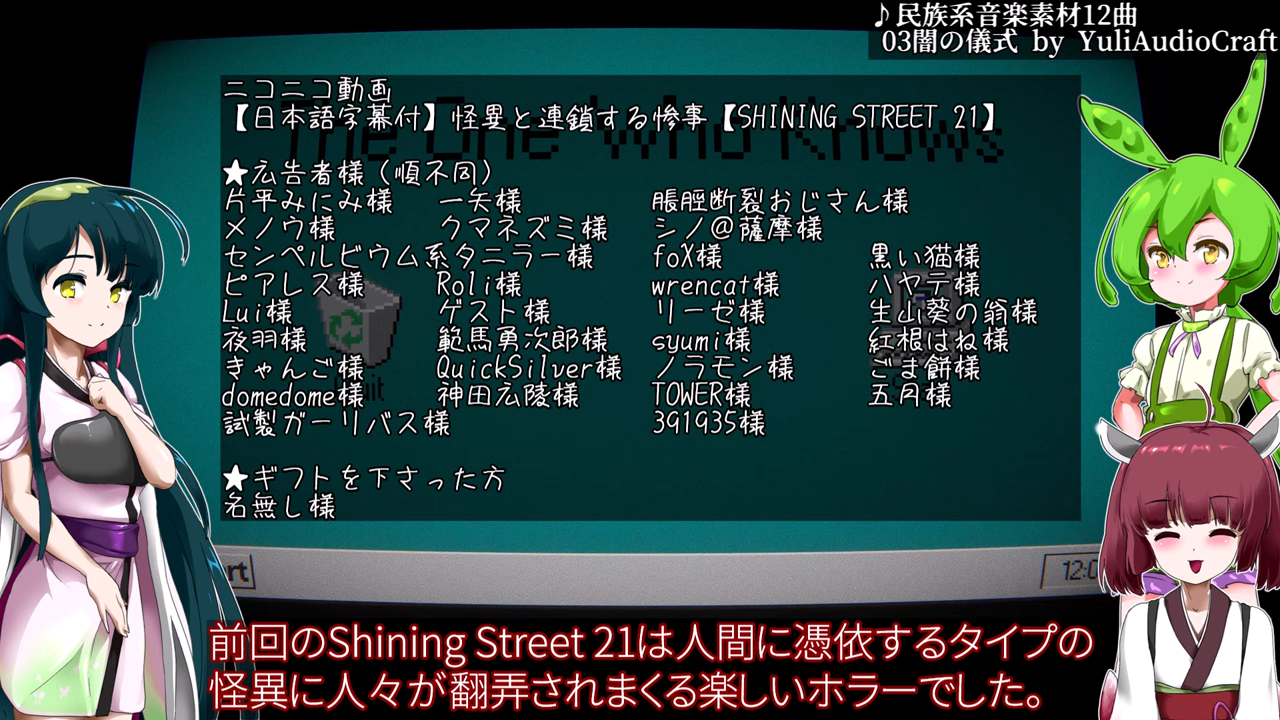 ♪民族系音楽素材12曲
03闇の儀式 by YuliAudioCraft
The One Who Knows
ニコニコ動画
【日本語字幕付】怪異と連鎖する惨事【SHINING STREET 21】
★広告者様（順不同）
片平みにみ様 一矢様 脹脛断裂おじさん様
メノウ様 クマネズミ様 シノ@薩摩様
センペルビウム系タニラー様 foX様 黒い猫様
ピアレス様 Roli様 wrencat様 ハヤテ様
Lui様 ゲスト様 リーゼ様 生山葵の翁様
夜羽様 範馬勇次郎様 syumi様 紅根はね様
きゃんご様 QuickSilver様 ノラモン様 ごま餅様
domedome様 神田広陵様 TOWER様 五月様
試製ガーリバス様 391935様
★ギフトを下さった方
名無し様
rt
12:0
前回のShining Street 21は人間に憑依するタイプの
怪異に人々が翻弄されまくる楽しいホラーでした。